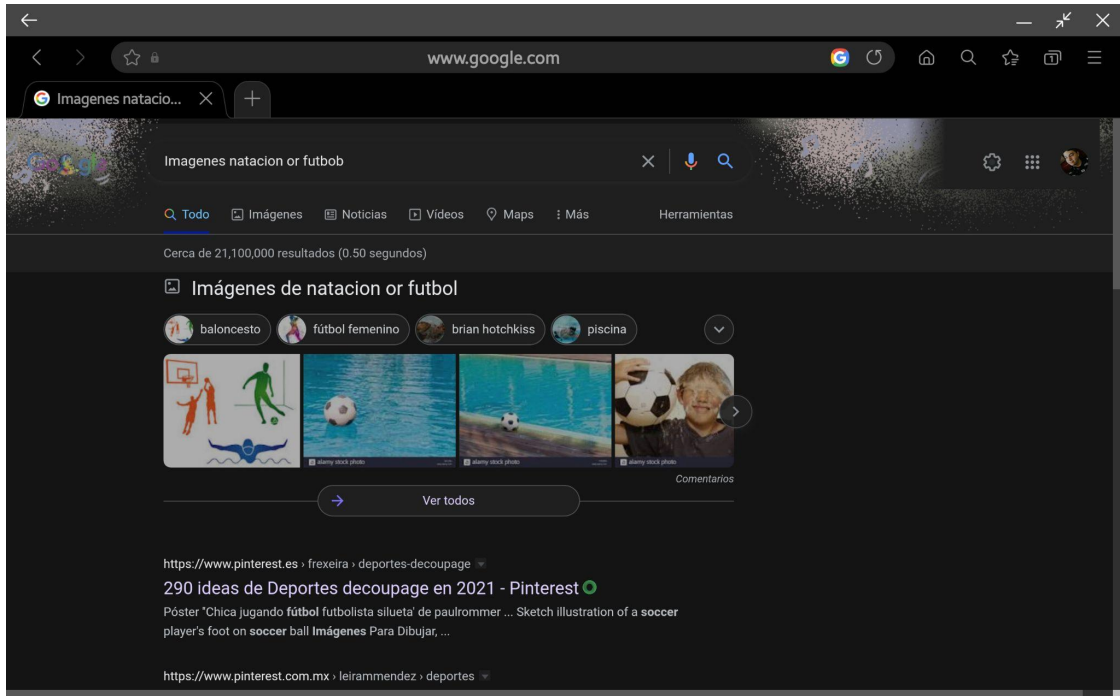 www.google.com
Imagenes natacio...
Imagenes natacion or futbob
Todo
Imágenes
Noticias
Vídeos
Maps
Más
Herramientas
Cerca de 21,100,000 resultados (0.50 segundos)
Imágenes de natacion or futbol
baloncesto
fútbol femenino
brian hotchkiss
piscina
alamy stock photo
alamy stock photo
alamy stock photo
Comentarios
Ver todos
https://www.pinterest.es › frexeira › deportes-decoupage
290 ideas de Deportes decoupage en 2021 - Pinterest
Póster "Chica jugando fútbol futbolista silueta' de paulrommer ... Sketch illustration of a soccer
player's foot on soccer ball Imágenes Para Dibujar, ...
https://www.pinterest.com.mx › leirammendez › deportes